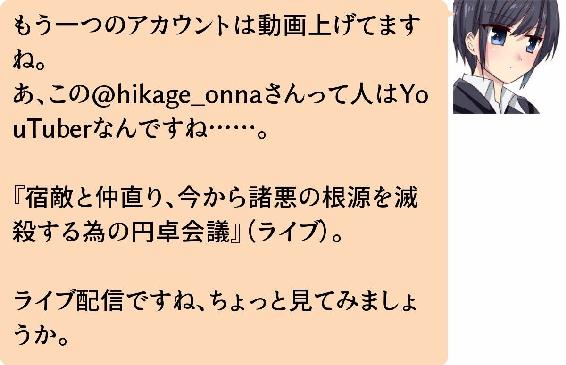 もう一つのアカウントは動画上げてます
ね。
あ、この@hikage_onnaさんって人はYo
uTuberなんですね……。
『宿敵と仲直り、今から諸悪の根源を滅
殺する為の円卓会議』（ライブ）。
ライブ配信ですね、ちょっと見てみましょ
うか。